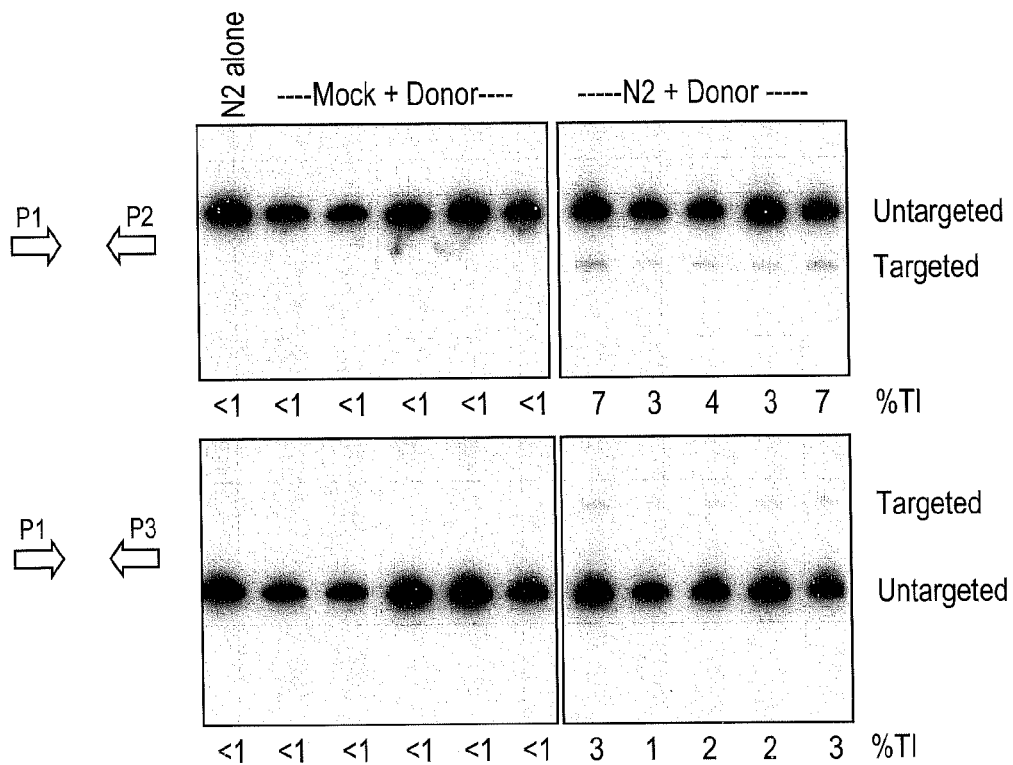 N2 alone
----Mock + Donor----
-----N2 + Donor -----
P1 P2
Untargeted
Targeted
<1 <1 <1 <1 <1 <1 7 3 4 3 7 %TI
Targeted
P1 P3
Untargeted
<1 <1 <1 <1 <1 <1 3 1 2 2 3 %TI